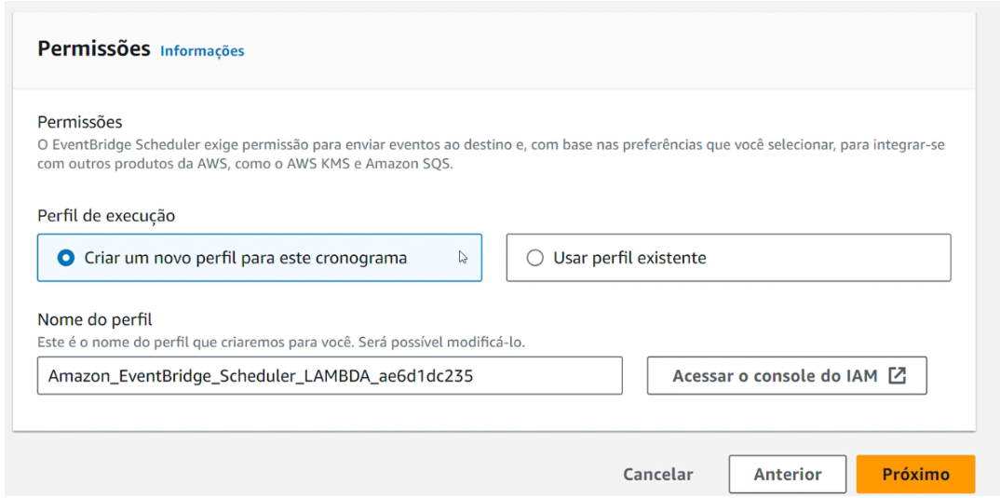 Permissões Informações
Permissões
O EventBridge Scheduler exige permissão para enviar eventos ao destino e, com base nas preferências que você selecionar, para integrar-se
com outros produtos da AWS, como o AWS KMS e Amazon SQS.
Perfil de execução
Criar um novo perfil para este cronograma
Usar perfil existente
Nome do perfil
Este é o nome do perfil que criaremos para você. Será possível modificá-lo.
Amazon_EventBridge_Scheduler_LAMBDA_ae6d1dc235
Acessar o console do IAM
Cancelar
Anterior
Próximo